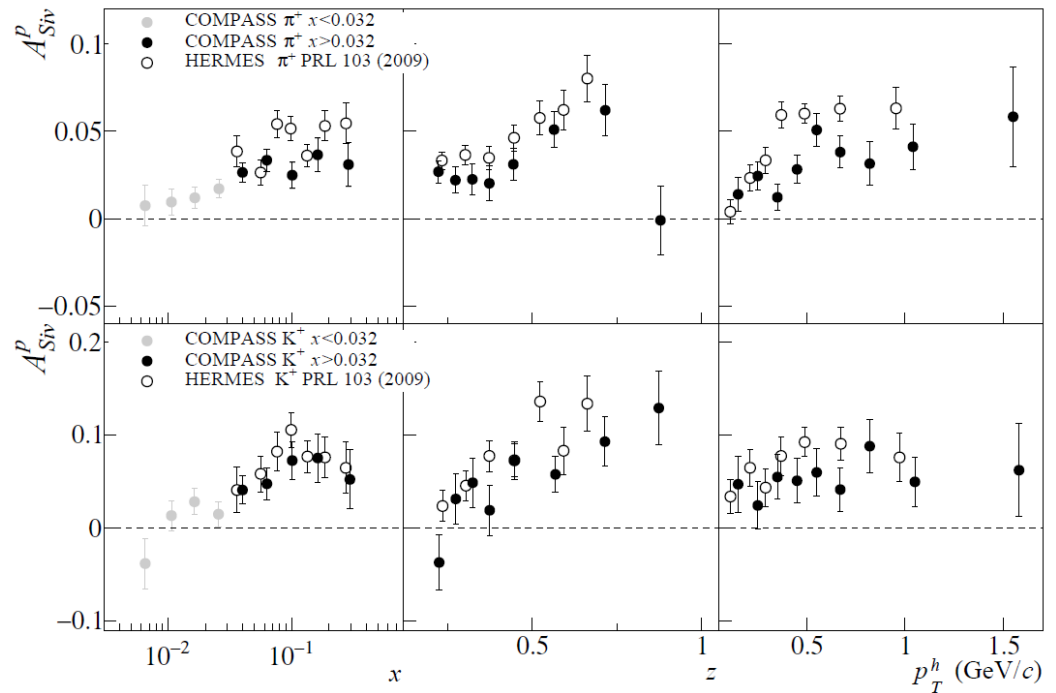 A^p_Siv
COMPASS π⁺ x<0.032
COMPASS π⁺ x>0.032
HERMES π⁺ PRL 103 (2009)
0.1
0.05
0
−0.05
A^p_Siv
COMPASS K⁺ x<0.032
COMPASS K⁺ x>0.032
HERMES K⁺ PRL 103 (2009)
0.2
0.1
0
−0.1
10⁻² 10⁻¹ 0.5 1 0.5 1 1.5
x z p_T^h (GeV/c)